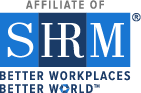 AFFILIATE OF
SHRM®
BETTER WORKPLACES
BETTER WORLD™